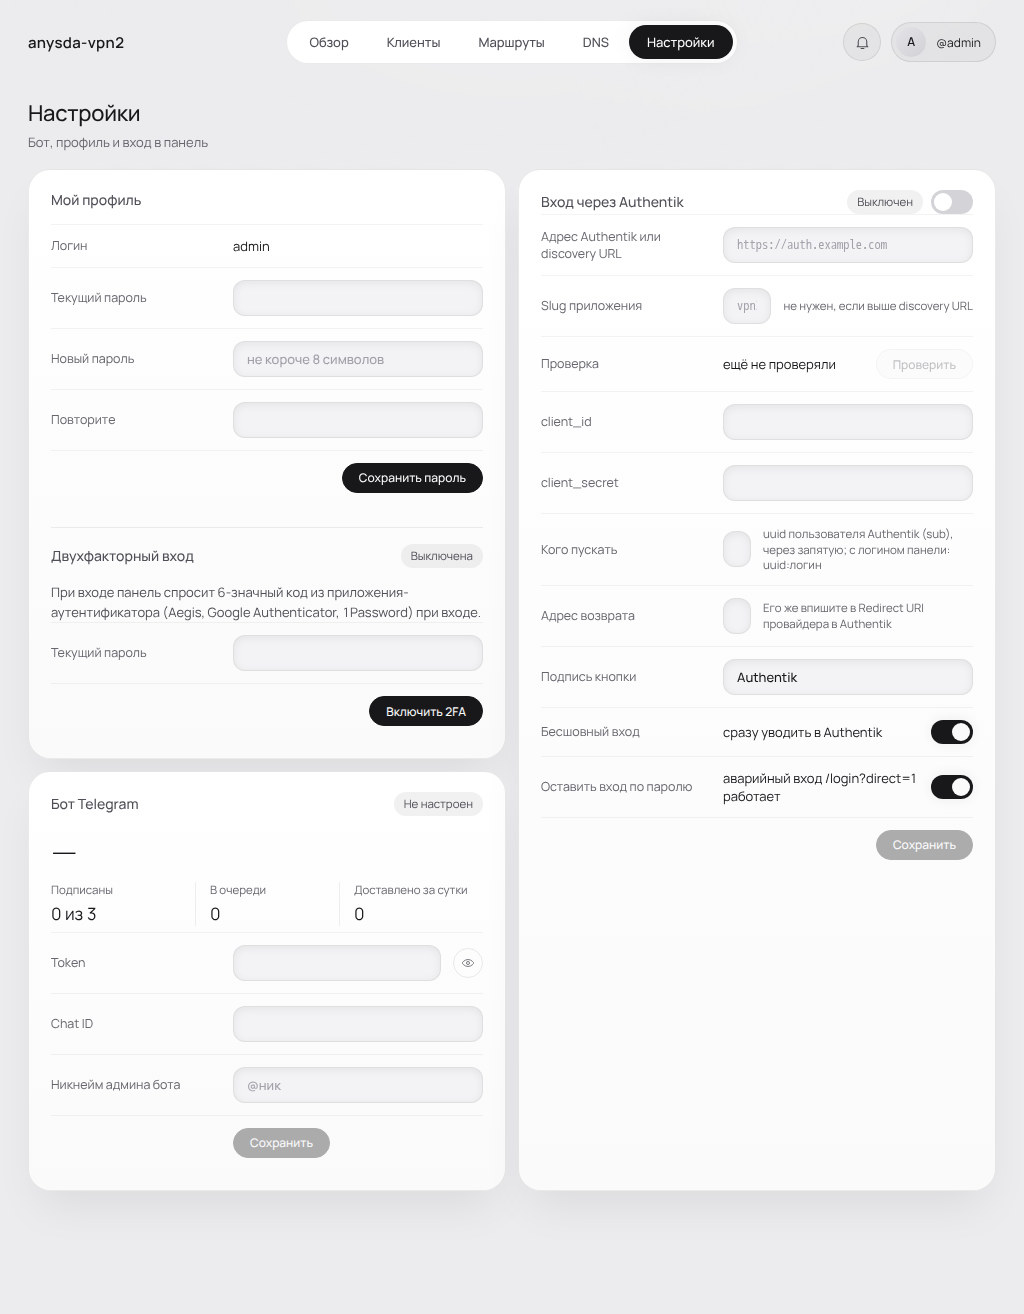 anysda-vpn2
Обзор
Клиенты
Маршруты
DNS
Настройки
A
@admin
Настройки
Бот, профиль и вход в панель
Мой профиль
Логин
admin
Текущий пароль
Новый пароль
не короче 8 символов
Повторите
Сохранить пароль
Двухфакторный вход
Выключена
При входе панель спросит 6-значный код из приложения-
аутентификатора (Aegis, Google Authenticator, 1Password) при входе.
Текущий пароль
Включить 2FA
Бот Telegram
Не настроен
—
Подписаны
0 из 3
В очереди
0
Доставлено за сутки
0
Token
Chat ID
Никнейм админа бота
@ник
Сохранить
Вход через Authentik
Выключен
Адрес Authentik или
discovery URL
https://auth.example.com
Slug приложения
vpn
не нужен, если выше discovery URL
Проверка
ещё не проверяли
Проверить
client_id
client_secret
Кого пускать
uuid пользователя Authentik (sub),
через запятую; с логином панели:
uuid:логин
Адрес возврата
Его же впишите в Redirect URI
провайдера в Authentik
Подпись кнопки
Authentik
Бесшовный вход
сразу уводить в Authentik
Оставить вход по паролю
аварийный вход /login?direct=1
работает
Сохранить